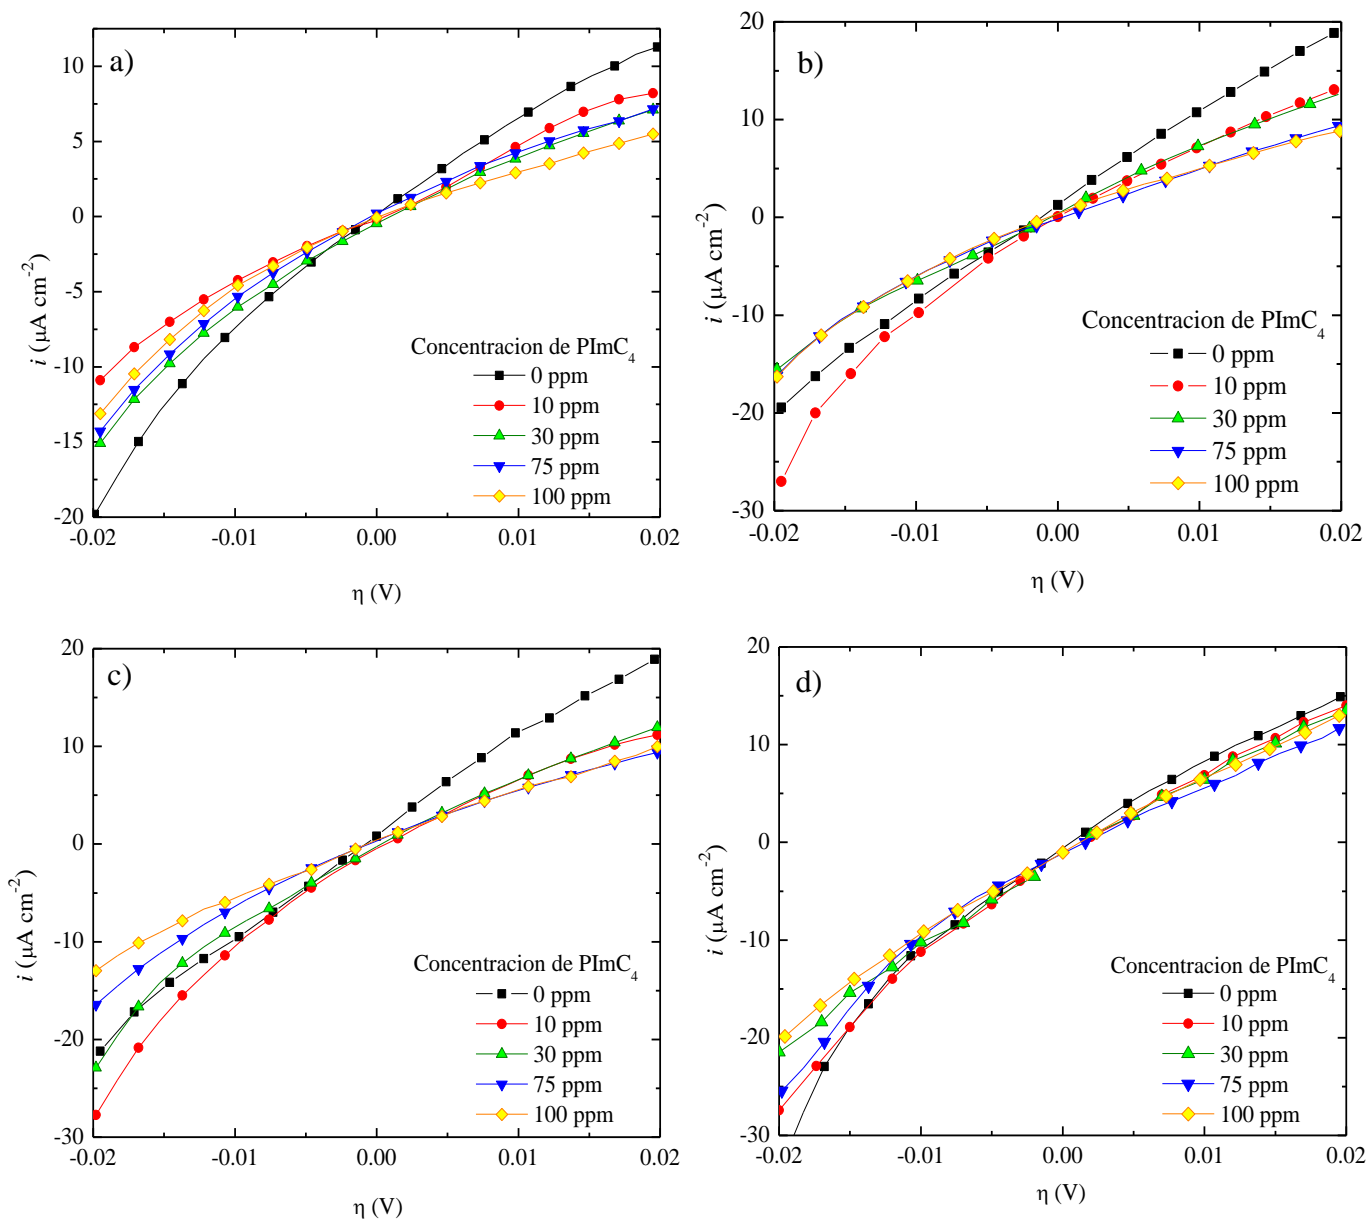 a)
10
5
0
-5
-10
-15
-20
-0.02 -0.01 0.00 0.01 0.02
i (μA cm⁻²)
η (V)
Concentracion de PImC₄
0 ppm
10 ppm
30 ppm
75 ppm
100 ppm
b)
20
10
0
-10
-20
-30
-0.02 -0.01 0.00 0.01 0.02
i (μA cm⁻²)
η (V)
Concentracion de PImC₄
0 ppm
10 ppm
30 ppm
75 ppm
100 ppm
c)
20
10
0
-10
-20
-30
-0.02 -0.01 0.00 0.01 0.02
i (μA cm⁻²)
η (V)
Concentracion de PImC₄
0 ppm
10 ppm
30 ppm
75 ppm
100 ppm
d)
20
10
0
-10
-20
-30
-0.02 -0.01 0.00 0.01 0.02
i (μA cm⁻²)
η (V)
Concentracion de PImC₄
0 ppm
10 ppm
30 ppm
75 ppm
100 ppm